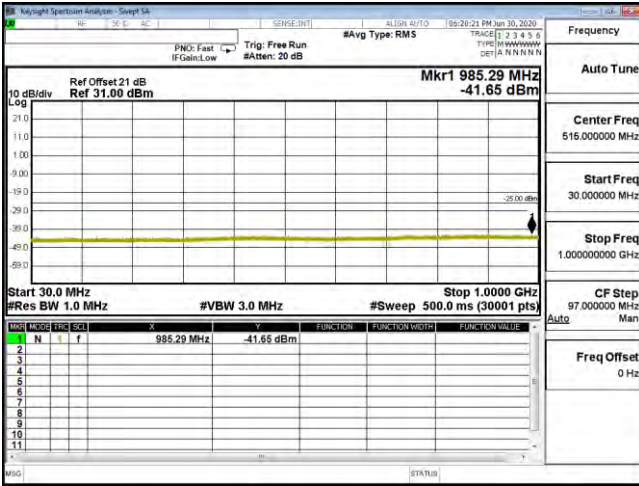 Keysight Spectrum Analyzer - Swept SA
RF 50 Ω AC SENSE:INT ALIGN AUTO 06:20:21 PM Jun 30, 2020
#Avg Type: RMS TRACE 1 2 3 4 5 6
PNO: Fast Trig: Free Run TYPE M WWWWW
IFGain:Low #Atten: 20 dB DET A N N N N N
Frequency
Auto Tune
Mkr1 985.29 MHz
-41.65 dBm
Ref Offset 21 dB
10 dB/div Ref 31.00 dBm
Log
21.0
11.0
1.00
-9.00
-19.0
-25.00 dBm
-29.0
-39.0
-49.0
-59.0
1
Center Freq
515.000000 MHz
Start Freq
30.000000 MHz
Stop Freq
1.000000000 GHz
Start 30.0 MHz Stop 1.0000 GHz
#Res BW 1.0 MHz #VBW 3.0 MHz #Sweep 500.0 ms (30001 pts)
CF Step
97.000000 MHz
Auto Man
MKR MODE TRC SCL X Y FUNCTION FUNCTION WIDTH FUNCTION VALUE
1 N 1 f 985.29 MHz -41.65 dBm
2
3
4
5
6
7
8
9
10
11
Freq Offset
0 Hz
MSG STATUS